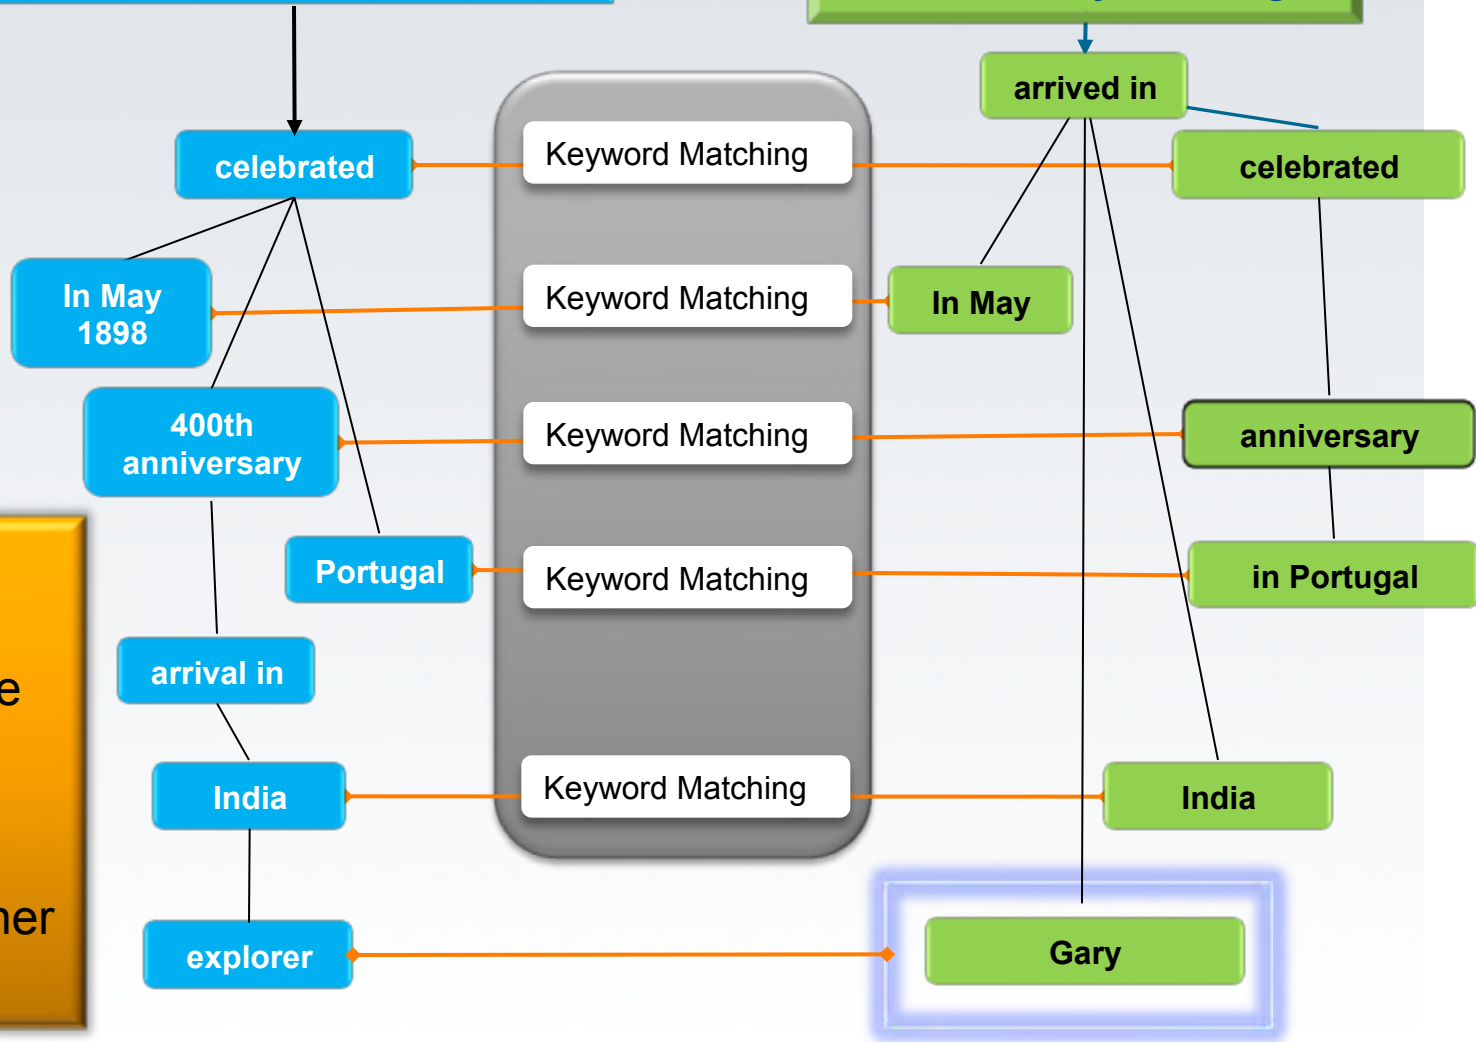 arrived in
celebrated
Keyword Matching
celebrated
In May
1898
Keyword Matching
In May
400th
anniversary
Keyword Matching
anniversary
Portugal
Keyword Matching
in Portugal
arrival in
India
Keyword Matching
India
explorer
Gary